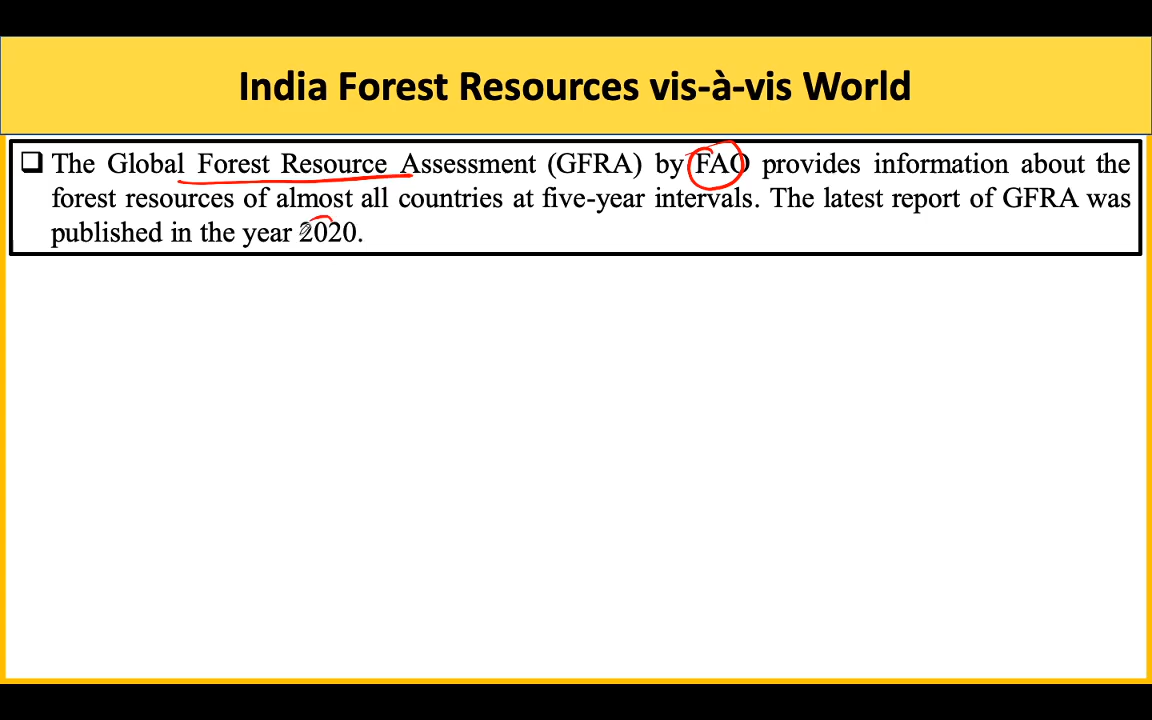 India Forest Resources vis-à-vis World
❑ The Global Forest Resource Assessment (GFRA) by FAO provides information about the
forest resources of almost all countries at five-year intervals. The latest report of GFRA was
published in the year 2020.